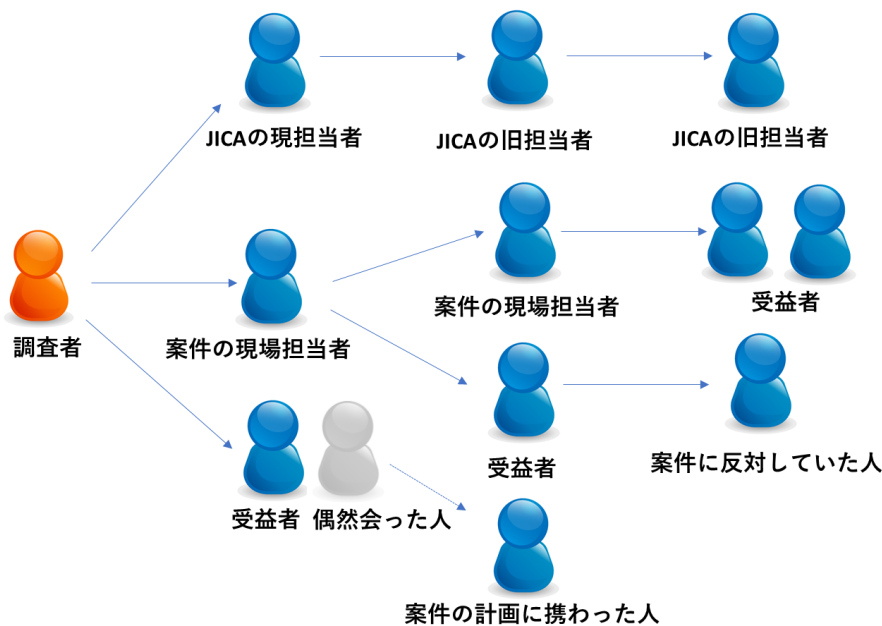 JICAの現担当者
JICAの旧担当者
JICAの旧担当者
調査者
案件の現場担当者
案件の現場担当者
受益者
受益者
案件に反対していた人
受益者
偶然会った人
案件の計画に携わった人